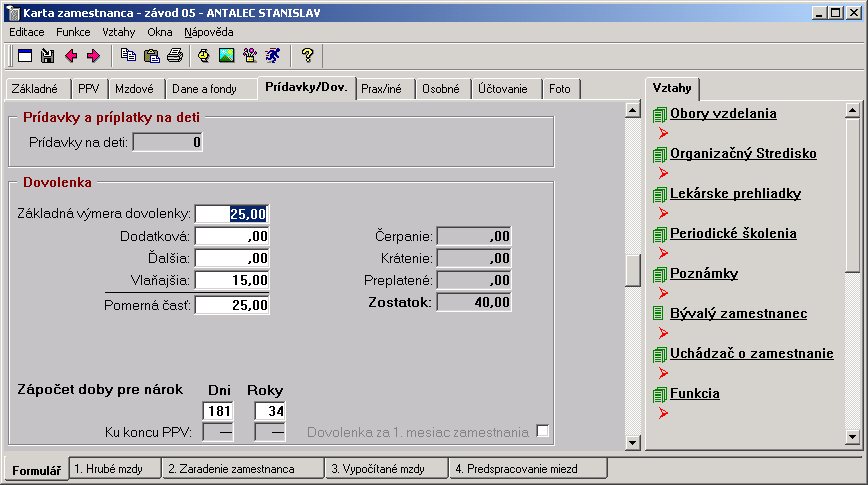 Karta zamestnanca - závod 05 - ANTALEC STANISLAV
Editace Funkce Vztahy Okna Nápověda
Základné PPV Mzdové Dane a fondy Prídavky/Dov. Prax/iné Osobné Účtovanie Foto
Vztahy
Prídavky a príplatky na deti
Prídavky na deti: 0
Dovolenka
Základná výmera dovolenky: 25,00
Dodatková: ,00 Čerpanie: ,00
Ďalšia: ,00 Krátenie: ,00
Vlaňajšia: 15,00 Preplatené: ,00
Pomerná časť: 25,00 Zostatok: 40,00
Zápočet doby pre nárok Dni Roky
181 34
Ku koncu PPV: — — Dovolenka za 1. mesiac zamestnania
Obory vzdelania
Organizačný Stredisko
Lekárske prehliadky
Periodické školenia
Poznámky
Bývalý zamestnanec
Uchádzač o zamestnanie
Funkcia
Formulář 1. Hrubé mzdy 2. Zaradenie zamestnanca 3. Vypočítané mzdy 4. Predspracovanie miezd